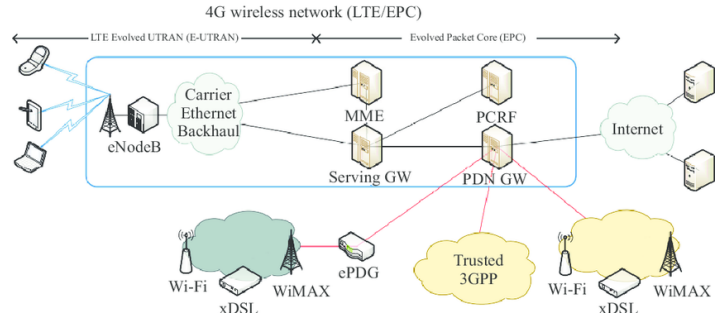 4G wireless network (LTE/EPC)
LTE Evolved UTRAN (E-UTRAN)
Evolved Packet Core (EPC)
Carrier
Ethernet
Backhaul
MME
PCRF
eNodeB
Internet
Serving GW
PDN GW
Wi-Fi
xDSL
WiMAX
ePDG
Trusted
3GPP
Wi-Fi
xDSL
WiMAX